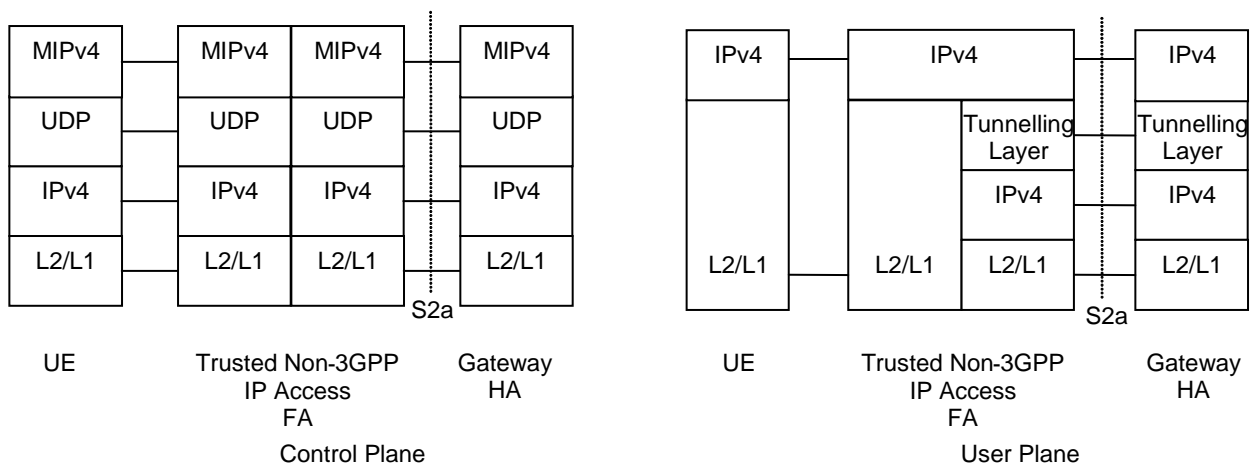 MIPv4 MIPv4 MIPv4 MIPv4
UDP UDP UDP UDP
IPv4 IPv4 IPv4 IPv4
L2/L1 L2/L1 L2/L1 L2/L1
S2a
UE
Trusted Non-3GPP
IP Access
FA
Gateway
HA
Control Plane
IPv4 IPv4 IPv4
Tunnelling
Layer
Tunnelling
Layer
IPv4 IPv4
L2/L1 L2/L1 L2/L1 L2/L1
S2a
UE
Trusted Non-3GPP
IP Access
FA
Gateway
HA
User Plane